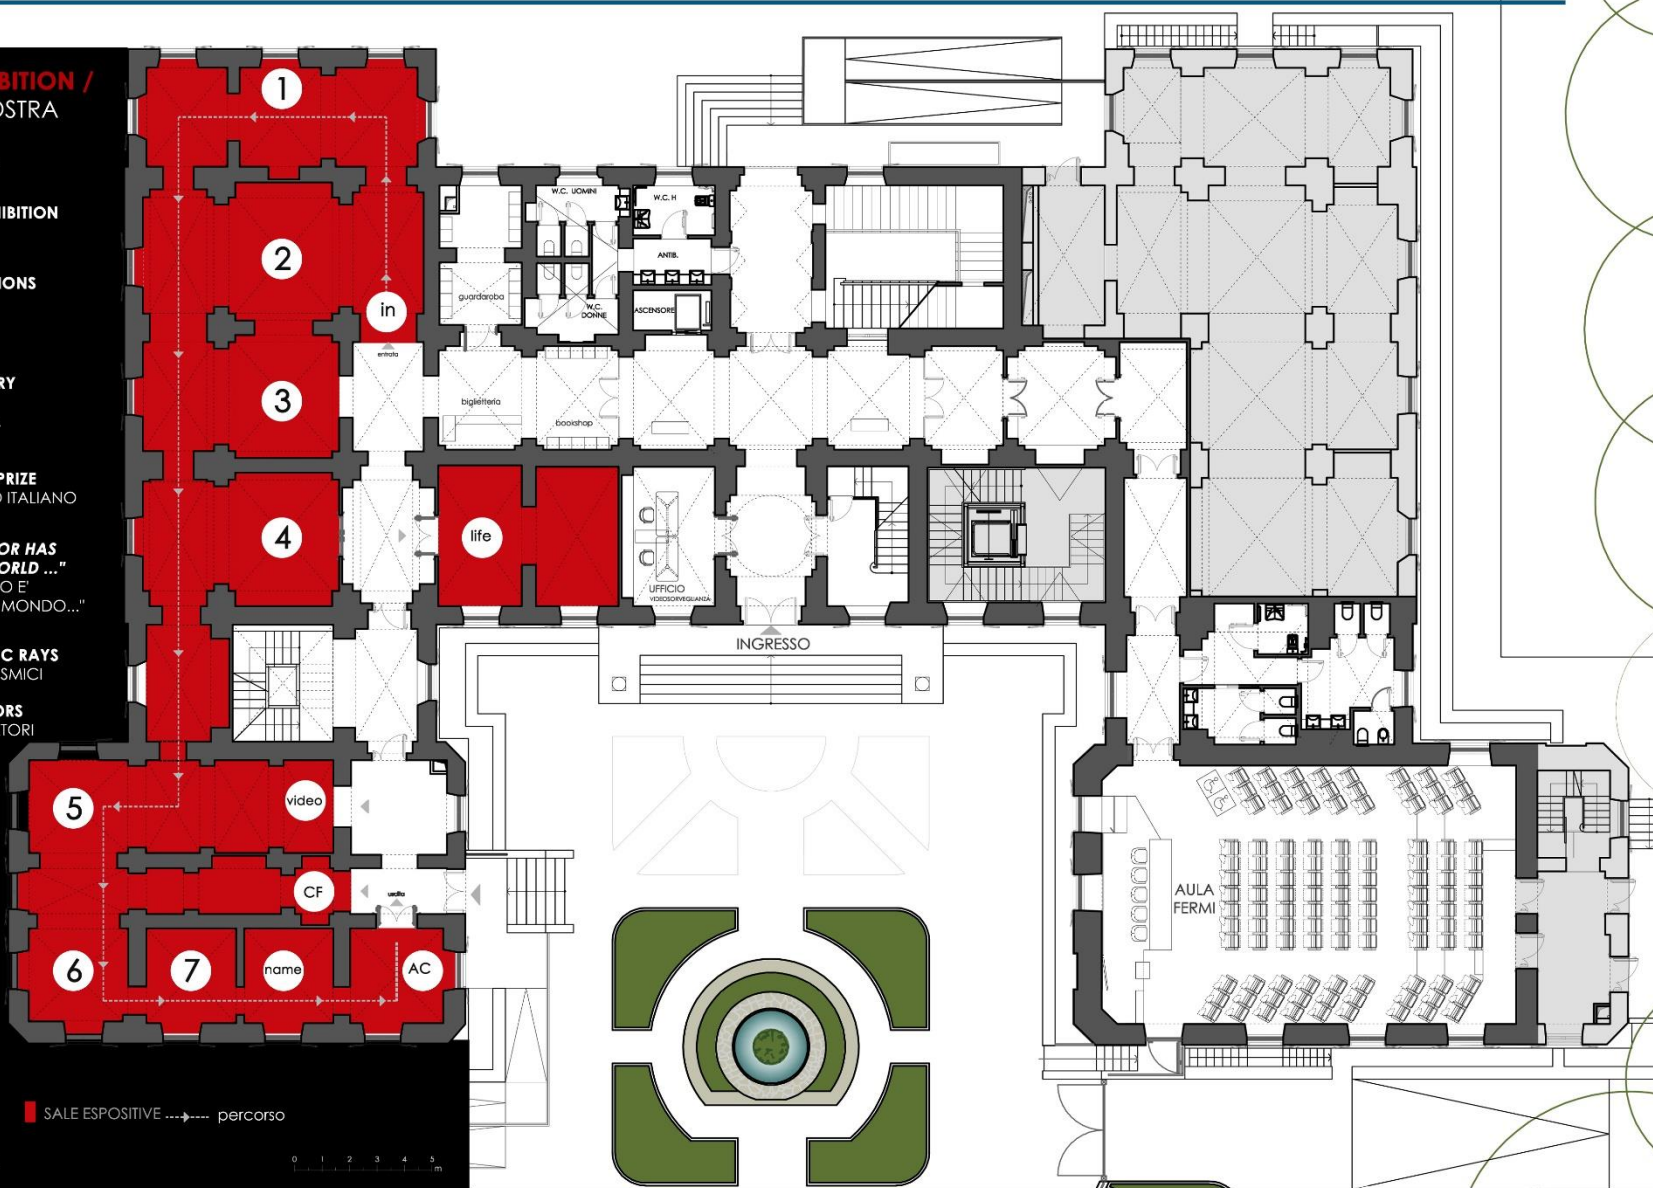 BITION /
OSTRA
IBITION
IONS
RY
PRIZE
O ITALIANO
OR HAS
ORLD ..."
O E'
MONDO..."
C RAYS
SMICI
ORS
TORI
1
2
in
entrata
3
4
life
5
video
CF
uscita
6
7
name
AC
guardaroba
W.C. UOMINI
W.C. H
ANTIB.
W.C.
DONNE
ASCENSORE
biglietteria
bookshop
UFFICIO
VIDEOSORVEGLIANZA
INGRESSO
AULA
FERMI
SALE ESPOSITIVE
percorso
0 1 2 3 4 5
m